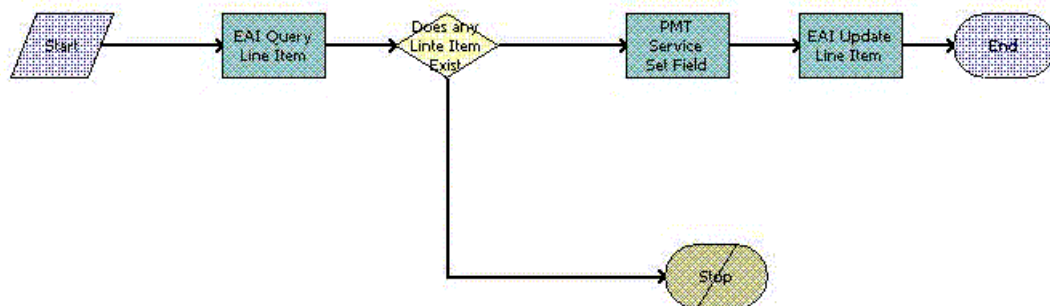 Start
EAI Query
Line Item
Does any
Linte Item
Exist
PMT
Service
Set Field
EAI Update
Line Item
End
Stop